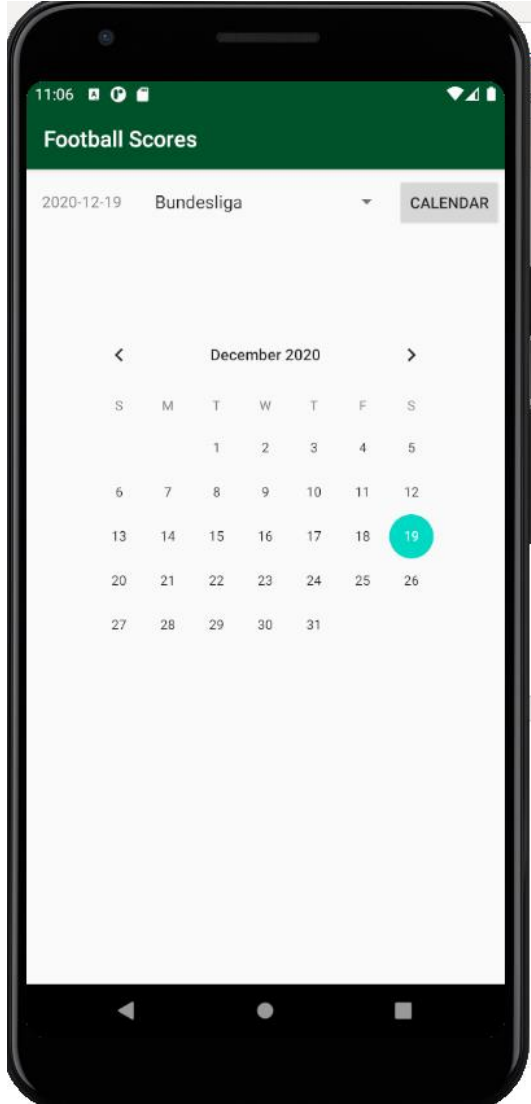 11:06
Football Scores
2020-12-19 Bundesliga CALENDAR
December 2020
S M T W T F S
1 2 3 4 5
6 7 8 9 10 11 12
13 14 15 16 17 18 19
20 21 22 23 24 25 26
27 28 29 30 31